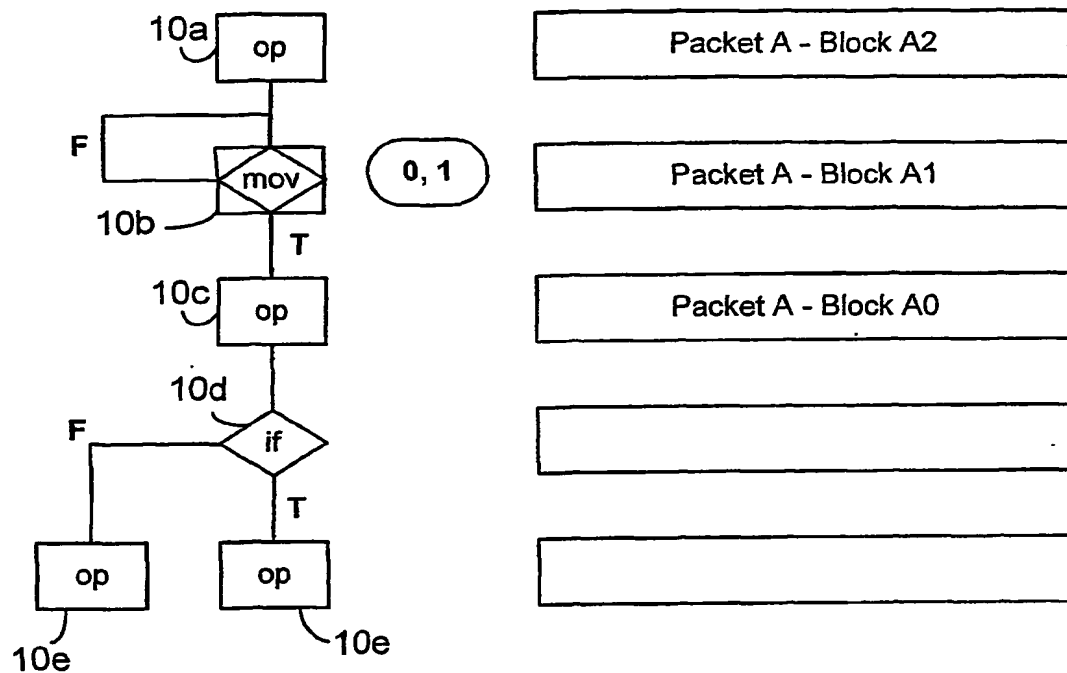 10a
op
Packet A - Block A2
F
mov
0, 1
Packet A - Block A1
10b
T
10c
op
Packet A - Block A0
10d
F
if
T
op
op
10e
10e